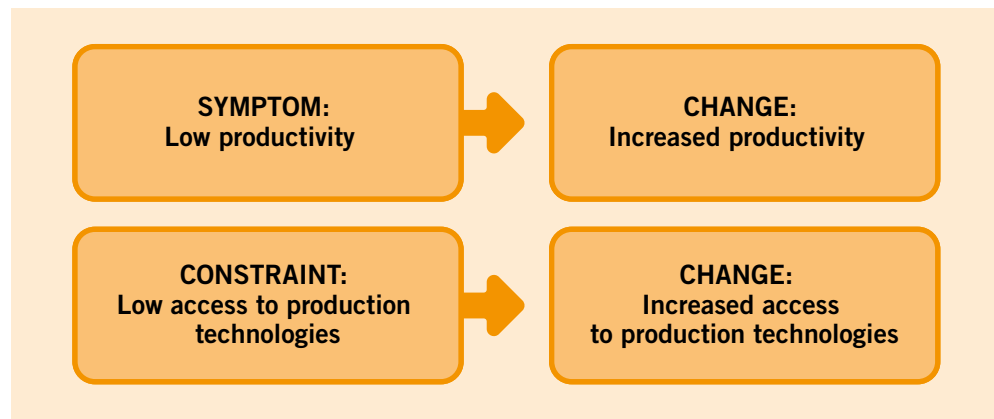 SYMPTOM:
Low productivity
CHANGE:
Increased productivity
CONSTRAINT:
Low access to production
technologies
CHANGE:
Increased access
to production technologies